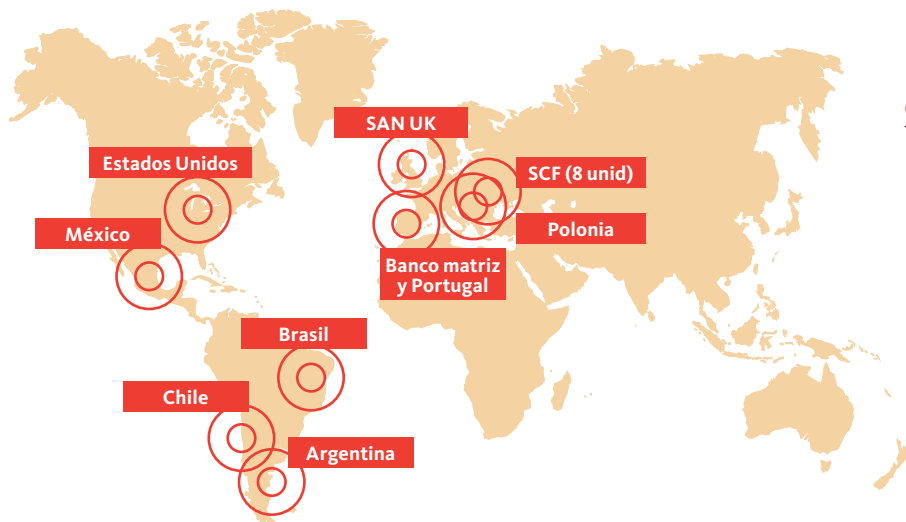 SAN UK
Estados Unidos
SCF (8 unid)
México
Polonia
Banco matriz
y Portugal
Brasil
Chile
Argentina